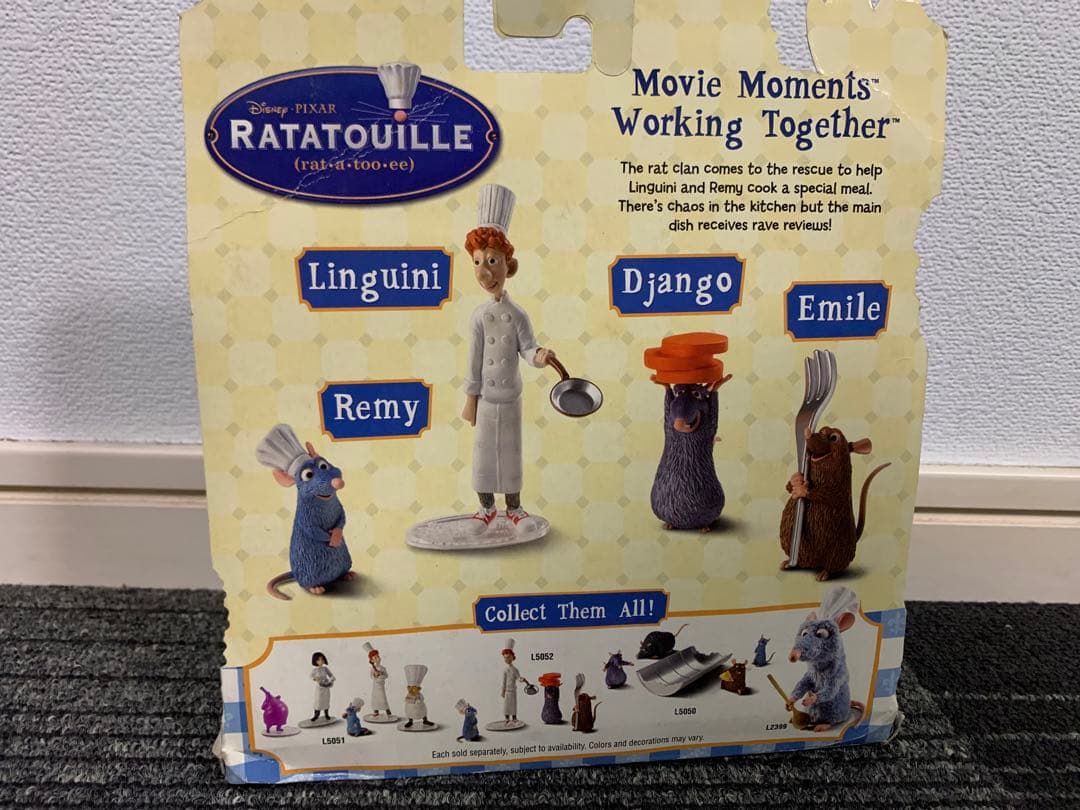 Disney · PIXAR
RATATOUILLE
(rat·a·too·ee)
Movie Moments™
Working Together™
The rat clan comes to the rescue to help
Linguini and Remy cook a special meal.
There's chaos in the kitchen but the main
dish receives rave reviews!
Linguini
Django
Emile
Remy
Collect Them All!
L5052
L5051
L5050
L2399
Each sold separately, subject to availability. Colors and decorations may vary.